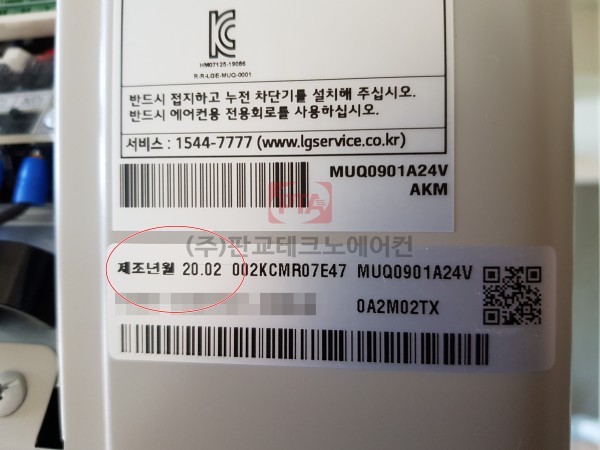 HM07125-19086
R-R-LGE-MUQ-0001
반드시 접지하고 누전 차단기를 설치해 주십시오.
반드시 에어컨용 전용회로를 사용하십시오.
서비스 : 1544-7777 (www.lgservice.co.kr)
MUQ0901A24V
AKM
(주)판교테크노에어컨
제조년월 20.02 002KCMR07E47 MUQ0901A24V
0A2M02TX